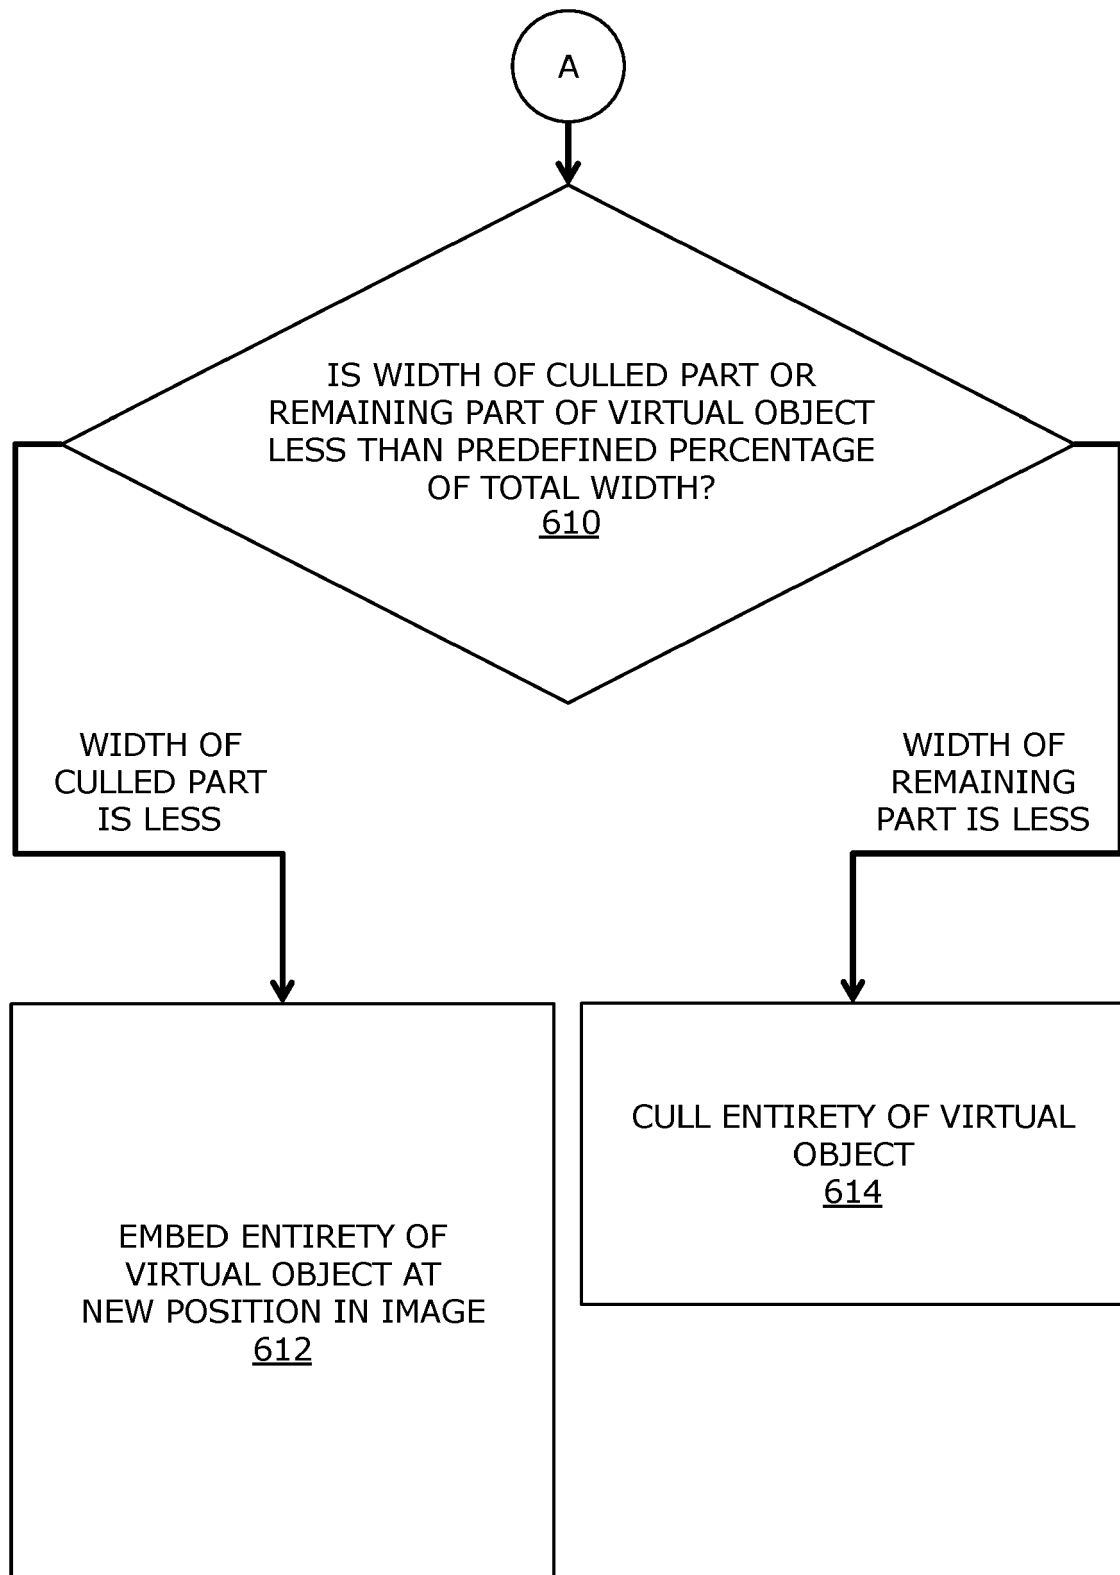 A
IS WIDTH OF CULLED PART OR
REMAINING PART OF VIRTUAL OBJECT
LESS THAN PREDEFINED PERCENTAGE
OF TOTAL WIDTH?
610
WIDTH OF
CULLED PART
IS LESS
WIDTH OF
REMAINING
PART IS LESS
EMBED ENTIRETY OF
VIRTUAL OBJECT AT
NEW POSITION IN IMAGE
612
CULL ENTIRETY OF VIRTUAL
OBJECT
614